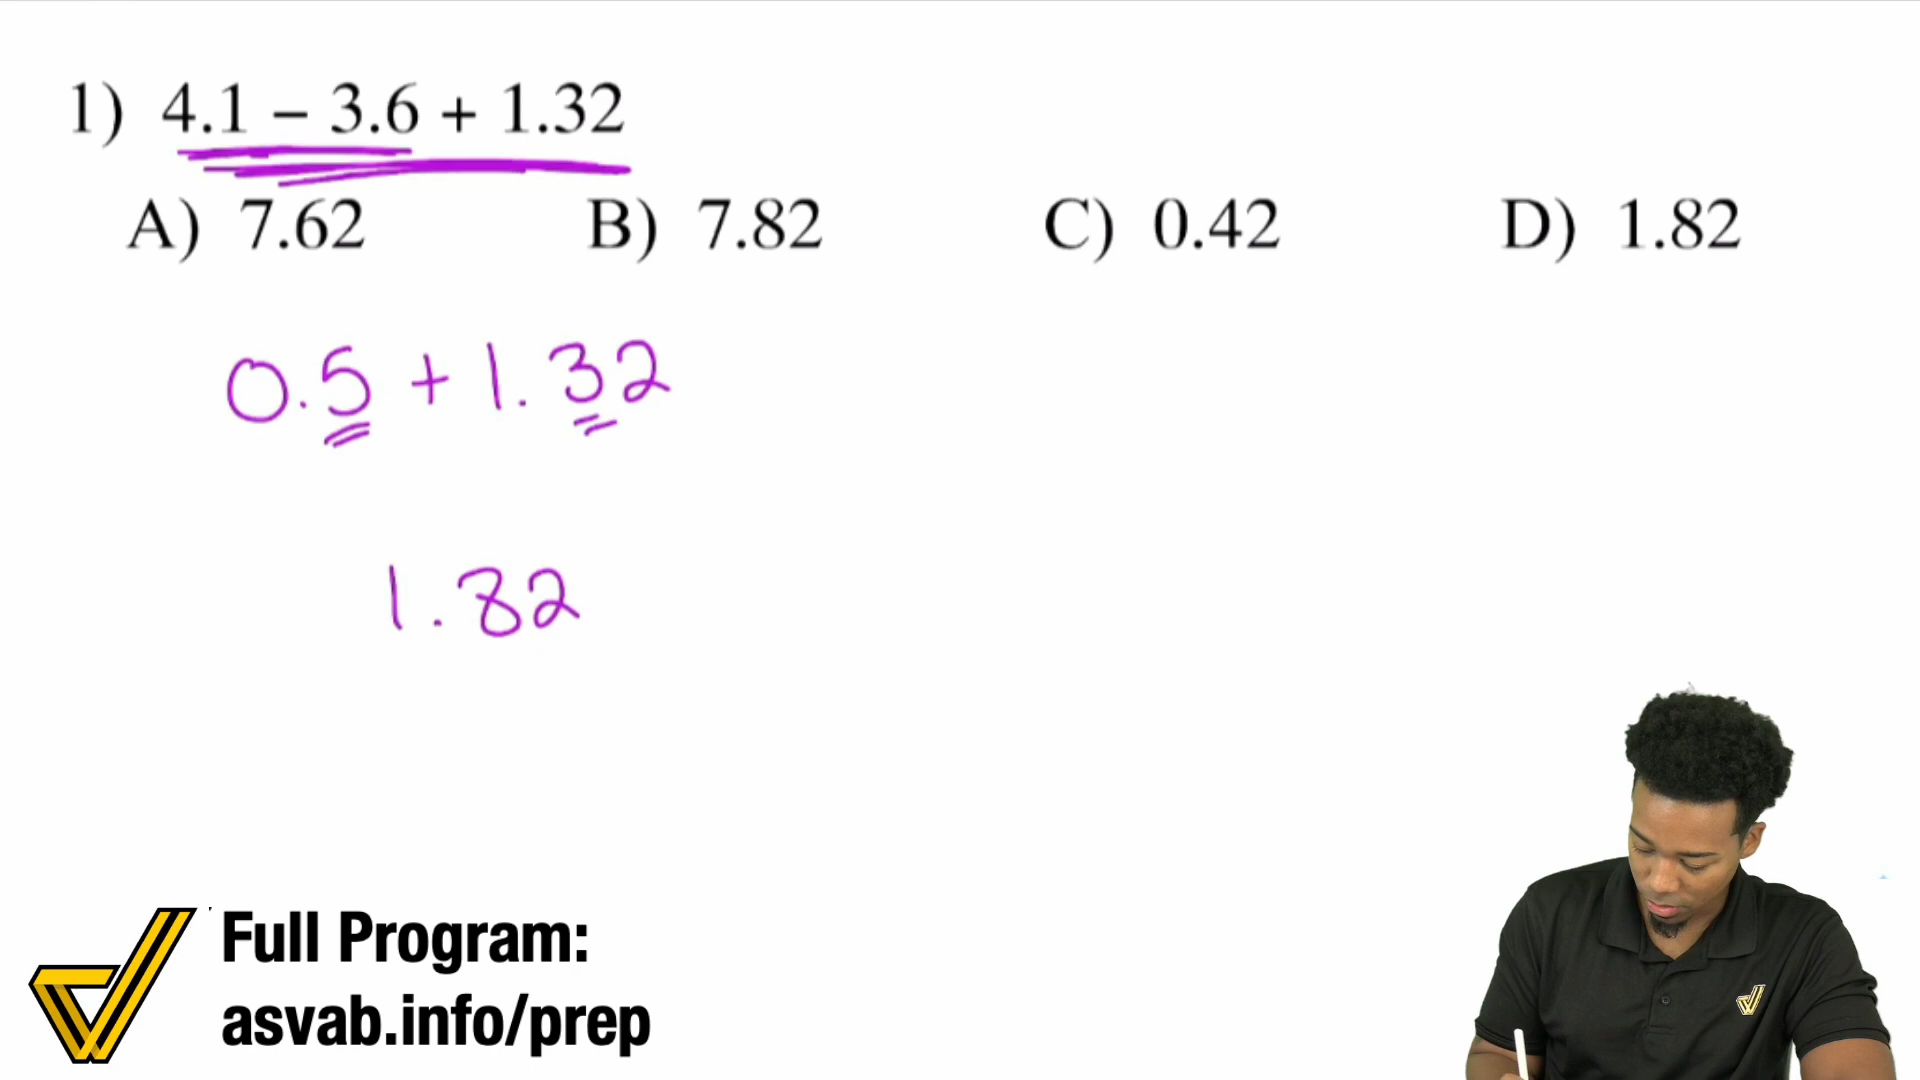 1) 4.1 – 3.6 + 1.32
A) 7.62 B) 7.82 C) 0.42 D) 1.82
0.5 + 1.32
1.82
Full Program:
asvab.info/prep